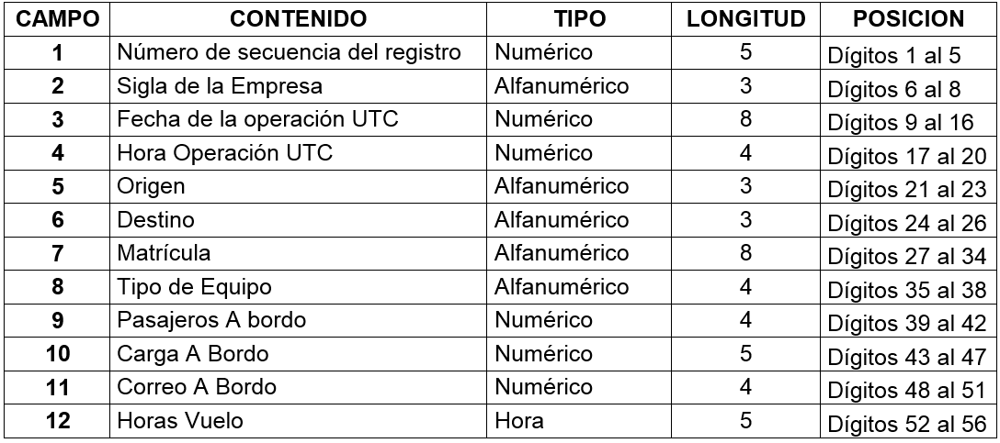 CAMPO CONTENIDO TIPO LONGITUD POSICION
1 Número de secuencia del registro Numérico 5 Dígitos 1 al 5
2 Sigla de la Empresa Alfanumérico 3 Dígitos 6 al 8
3 Fecha de la operación UTC Numérico 8 Dígitos 9 al 16
4 Hora Operación UTC Numérico 4 Dígitos 17 al 20
5 Origen Alfanumérico 3 Dígitos 21 al 23
6 Destino Alfanumérico 3 Dígitos 24 al 26
7 Matrícula Alfanumérico 8 Dígitos 27 al 34
8 Tipo de Equipo Alfanumérico 4 Dígitos 35 al 38
9 Pasajeros A bordo Numérico 4 Dígitos 39 al 42
10 Carga A Bordo Numérico 5 Dígitos 43 al 47
11 Correo A Bordo Numérico 4 Dígitos 48 al 51
12 Horas Vuelo Hora 5 Dígitos 52 al 56